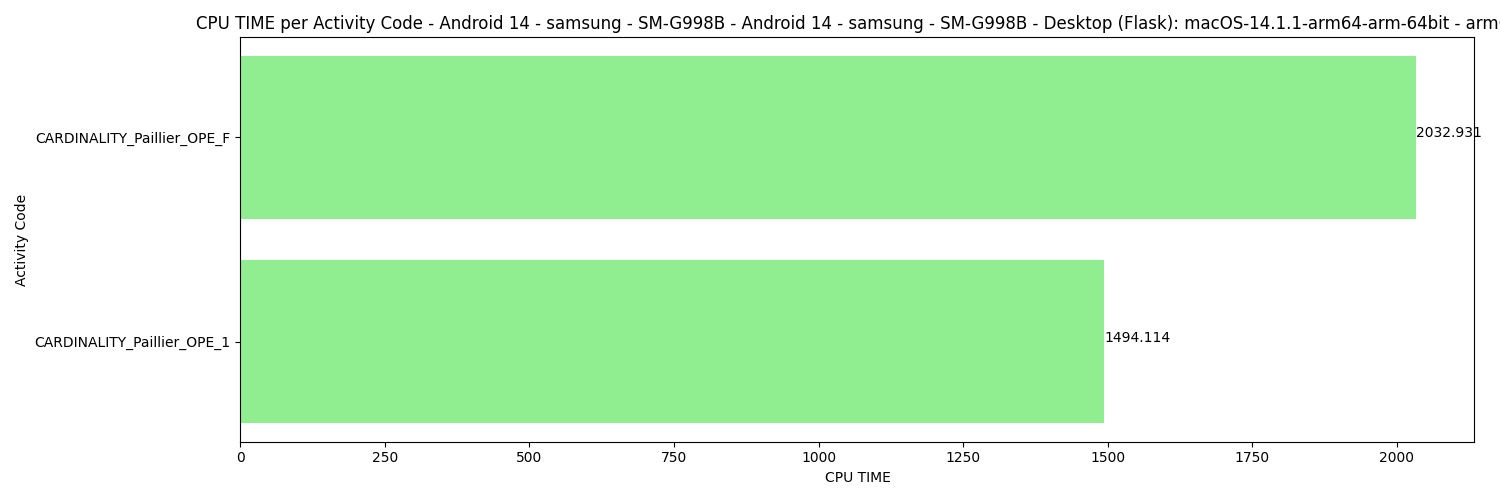 CPU TIME per Activity Code - Android 14 - samsung - SM-G998B - Android 14 - samsung - SM-G998B - Desktop (Flask): macOS-14.1.1-arm64-arm-64bit - arm
CARDINALITY_Paillier_OPE_F
2032.931
Activity Code
CARDINALITY_Paillier_OPE_1
1494.114
0 250 500 750 1000 1250 1500 1750 2000
CPU TIME